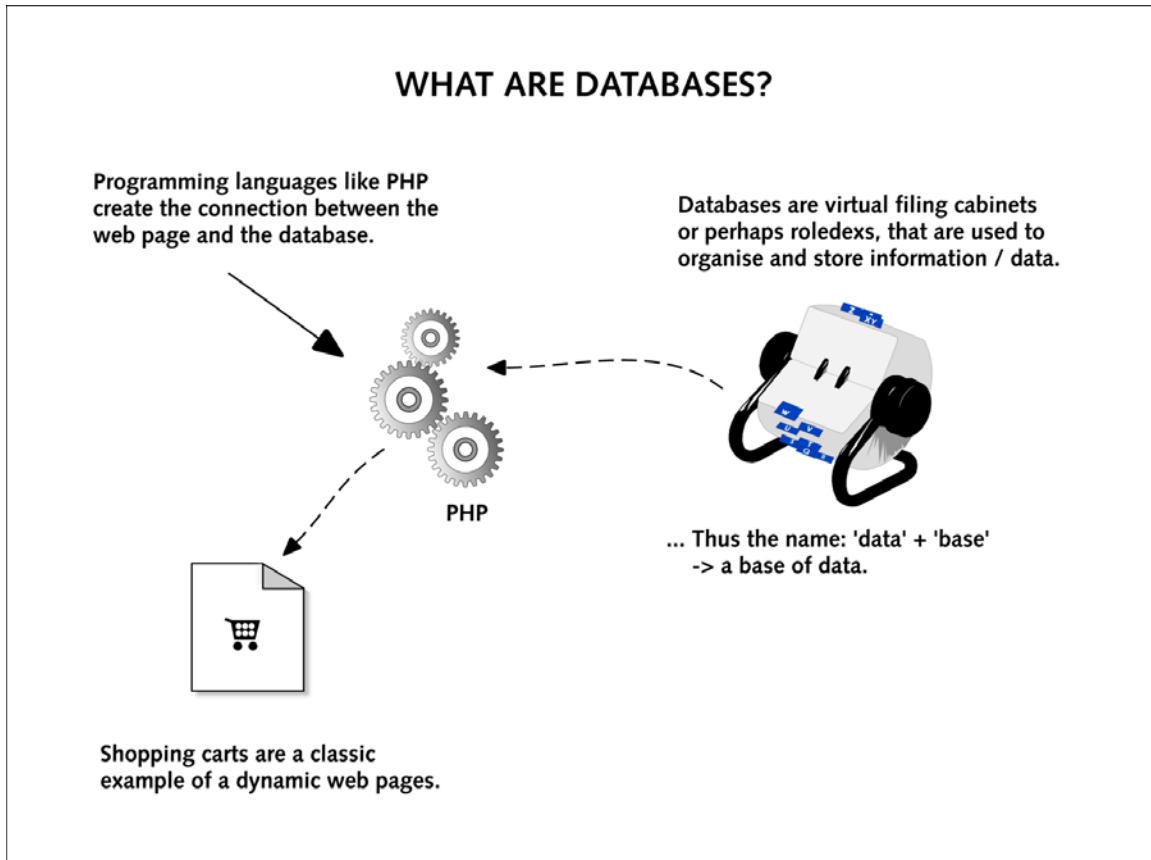 WHAT ARE DATABASES?
Programming languages like PHP
create the connection between the
web page and the database.
Databases are virtual filing cabinets
or perhaps roledexs, that are used to
organise and store information / data.
Z
XY
W
V
U
T
S
Q
PHP
... Thus the name: 'data' + 'base'
-> a base of data.
Shopping carts are a classic
example of a dynamic web pages.